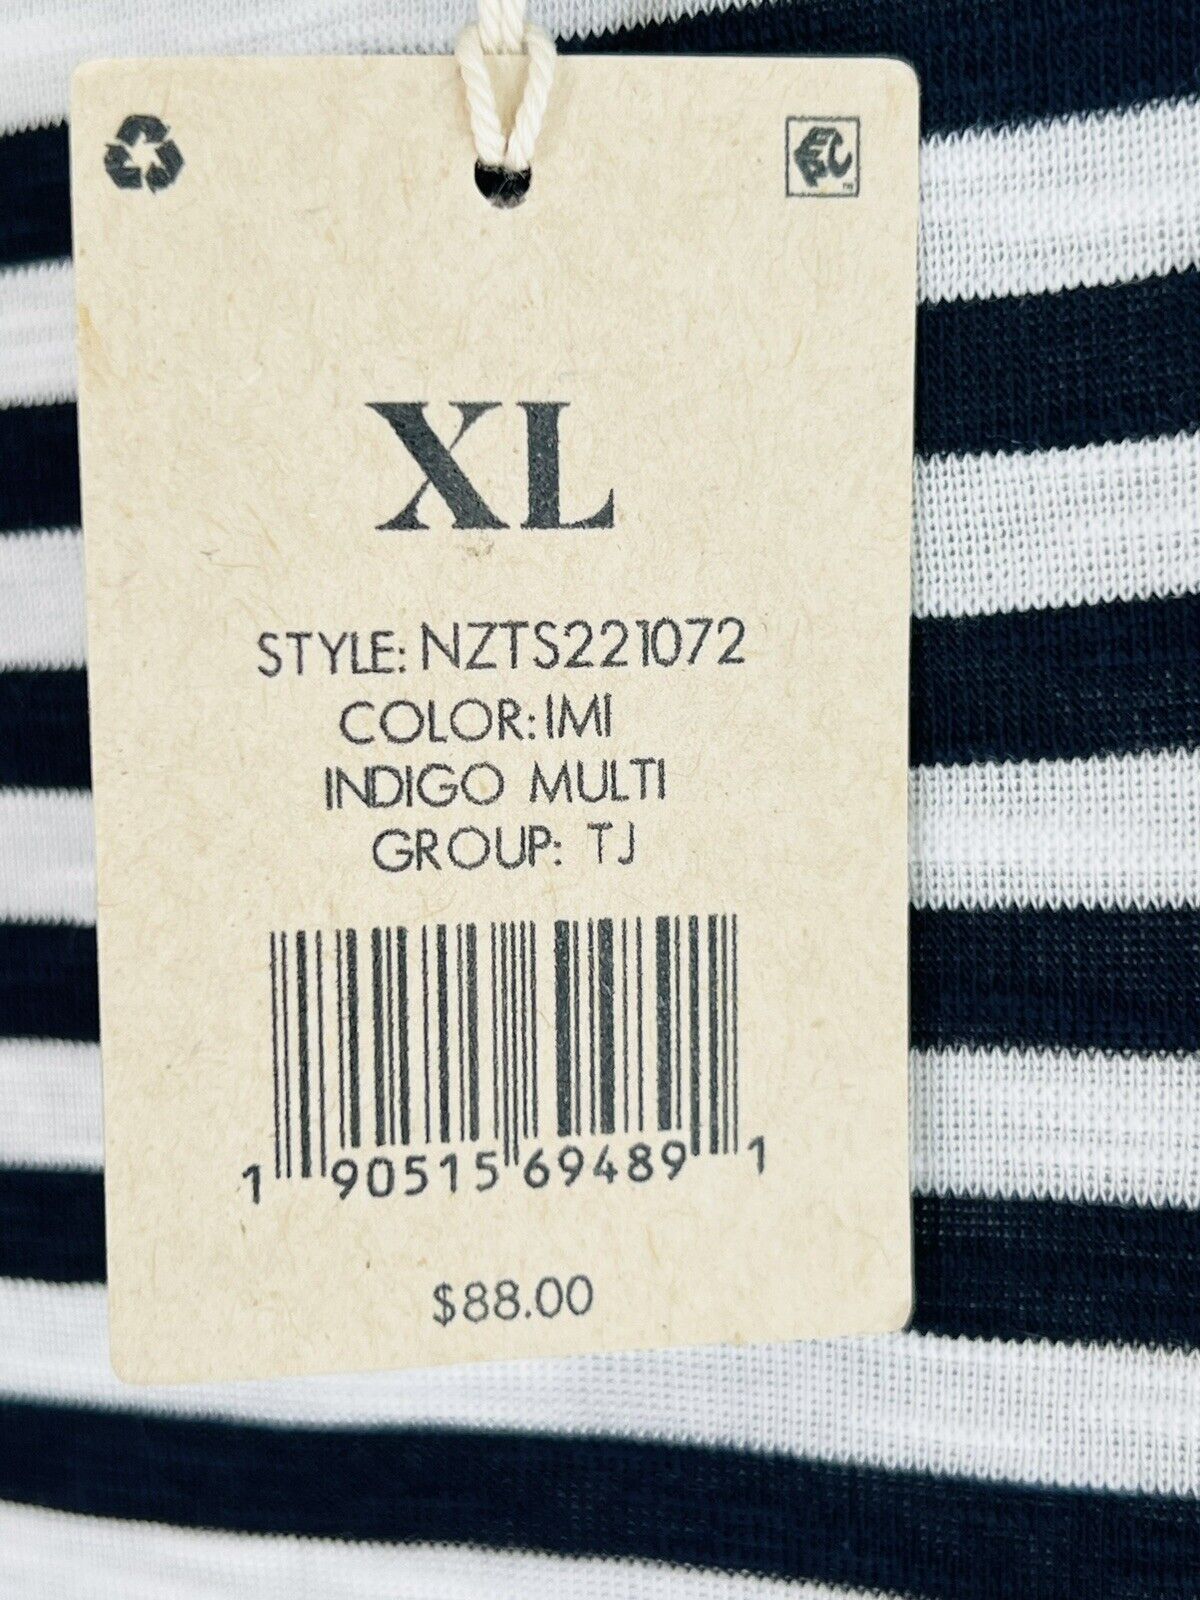 XL
STYLE: NZTS221072
COLOR: IMI
INDIGO MULTI
GROUP: TJ
1 90515 69489 1
$88.00